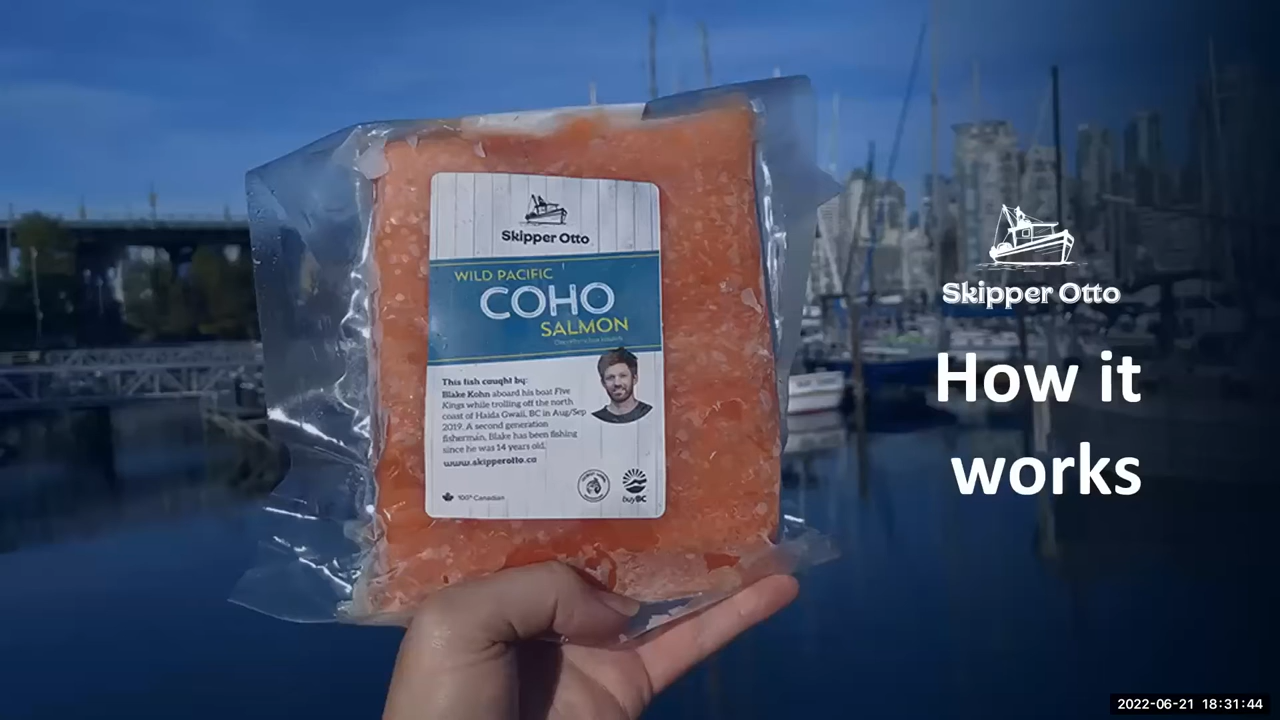 Skipper Otto
WILD PACIFIC
COHO
SALMON
This fish caught by:
Blake Kohn aboard his boat Five
Kings while trolling off the north
coast of Haida Gwaii, BC in Aug/Sep
2019. A second generation
fisherman, Blake has been fishing
since he was 14 years old.
www.skipperotto.ca
100% Canadian
buyBC
Skipper Otto
How it
works
2022-06-21 18:31:44